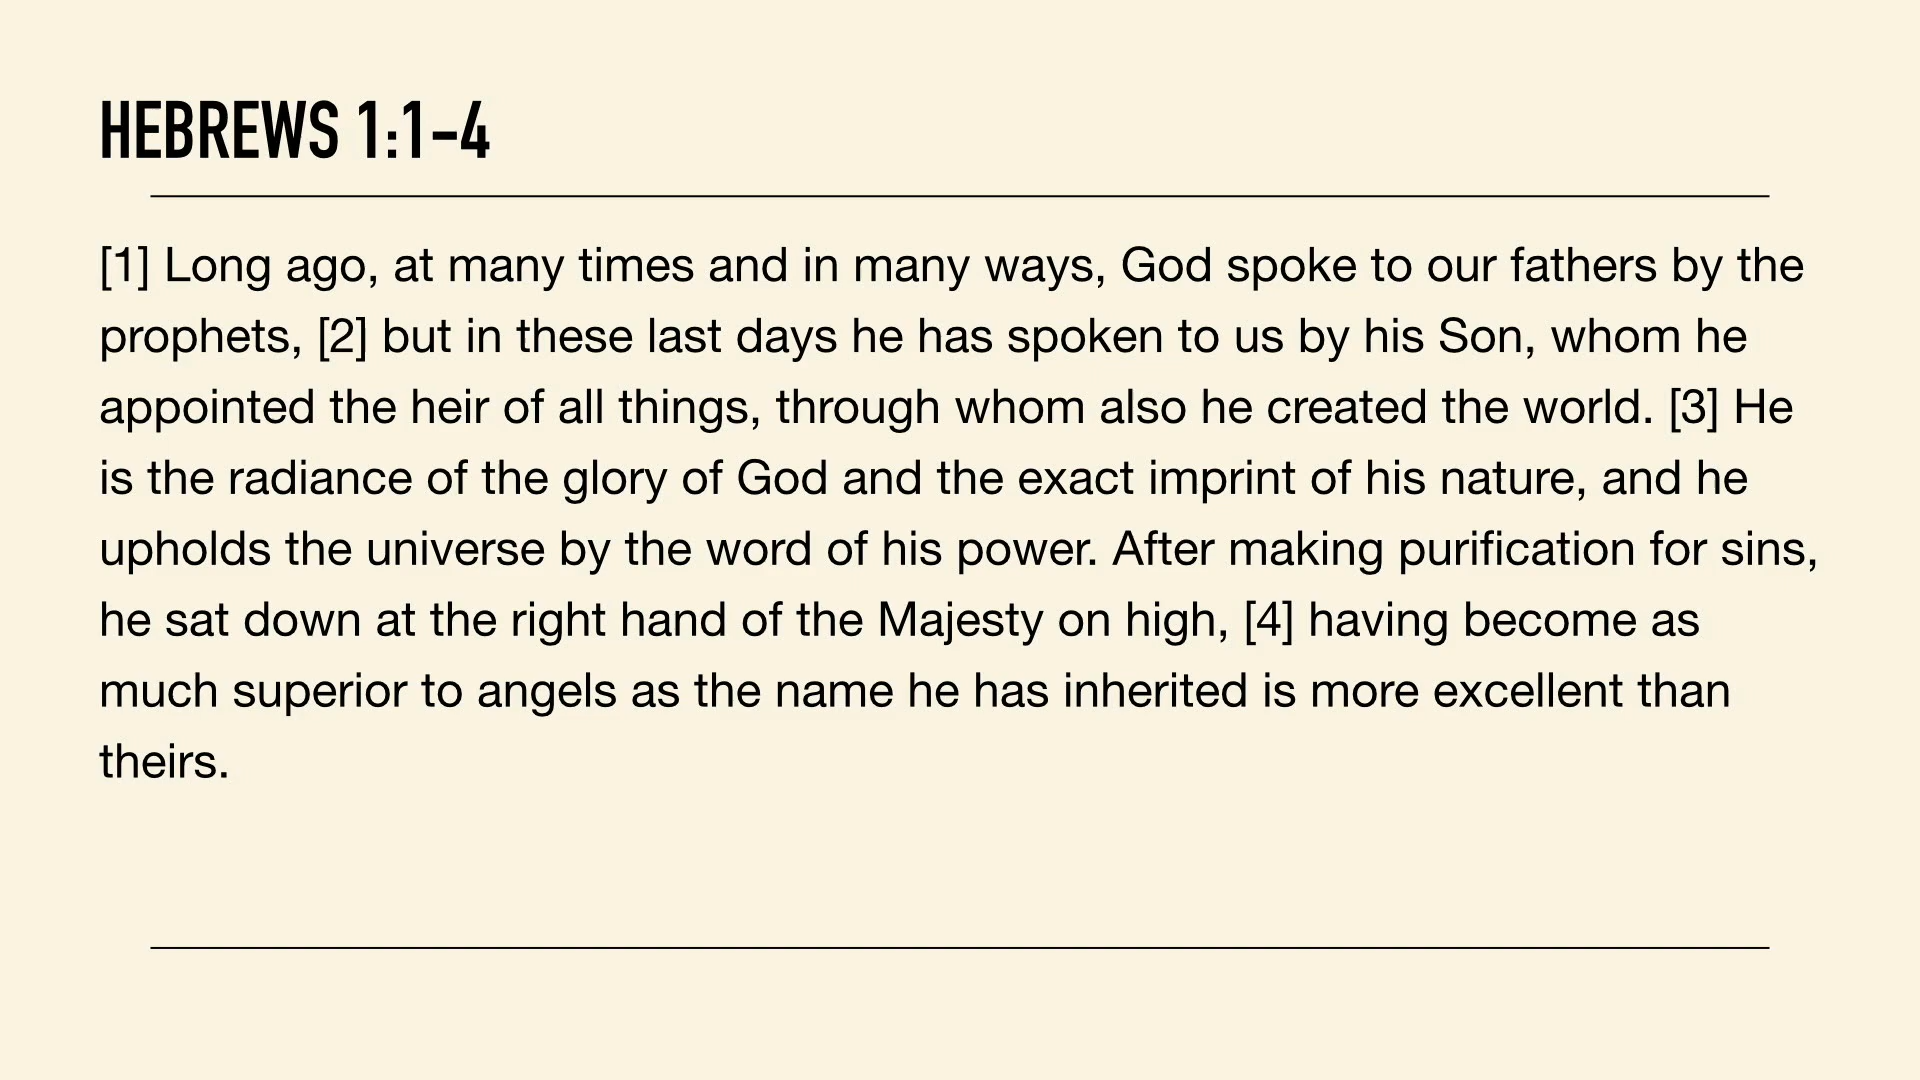 HEBREWS 1:1–4
[1] Long ago, at many times and in many ways, God spoke to our fathers by the
prophets, [2] but in these last days he has spoken to us by his Son, whom he
appointed the heir of all things, through whom also he created the world. [3] He
is the radiance of the glory of God and the exact imprint of his nature, and he
upholds the universe by the word of his power. After making purification for sins,
he sat down at the right hand of the Majesty on high, [4] having become as
much superior to angels as the name he has inherited is more excellent than
theirs.